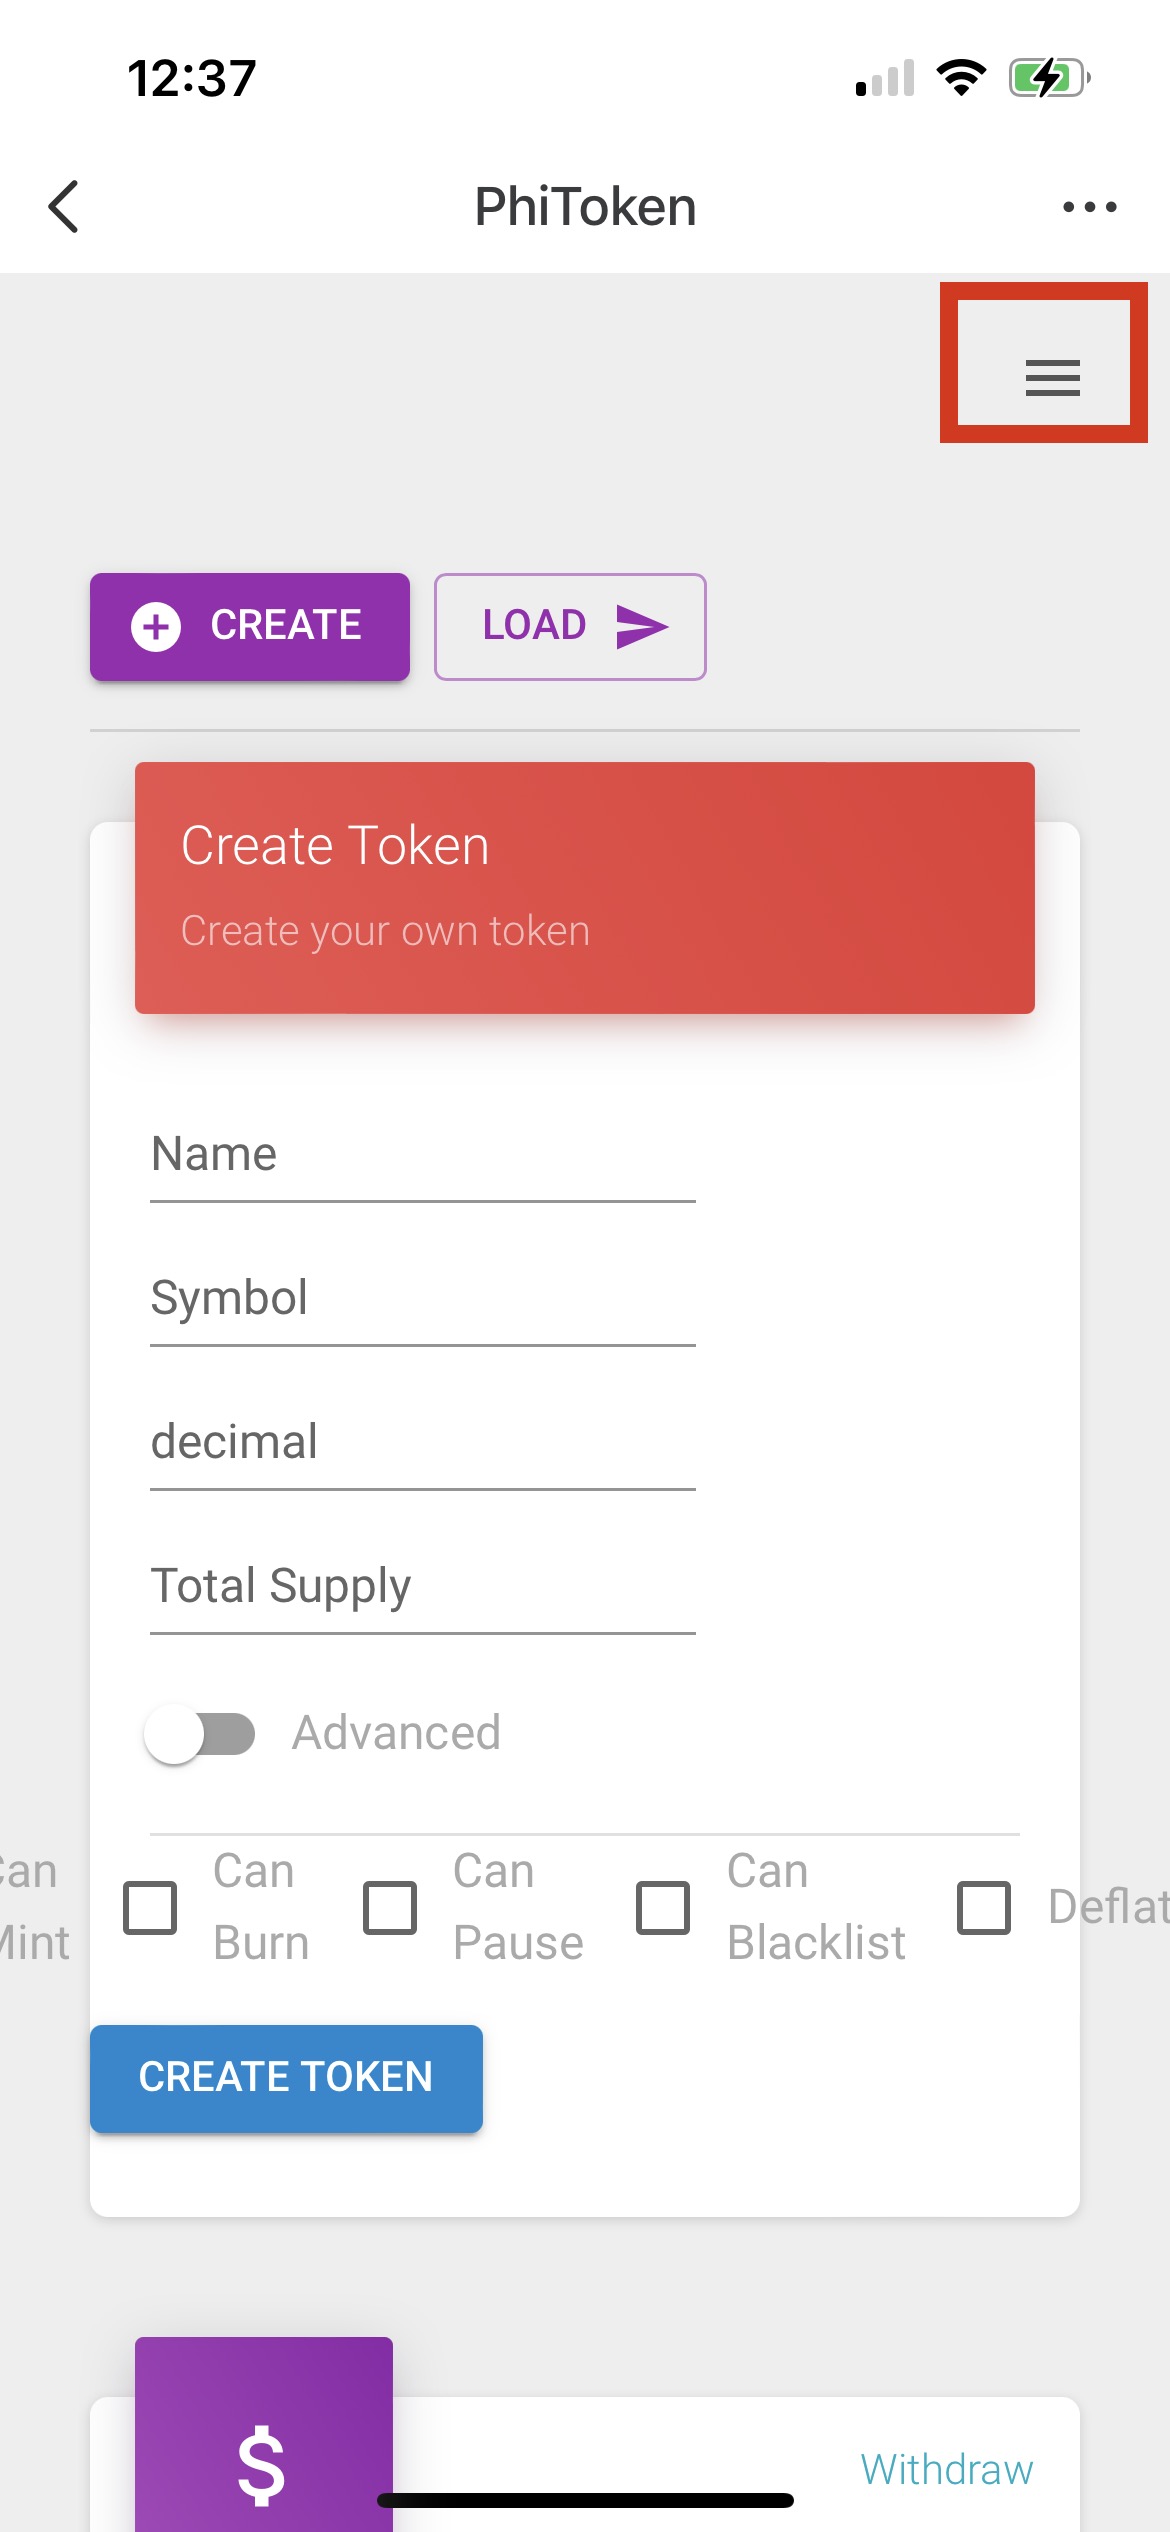 12:37
PhiToken
CREATE
LOAD
Create Token
Create your own token
Name
Symbol
decimal
Total Supply
Advanced
Can Can Can Can
Mint Burn Pause Blacklist Deflat
CREATE TOKEN
$
Withdraw